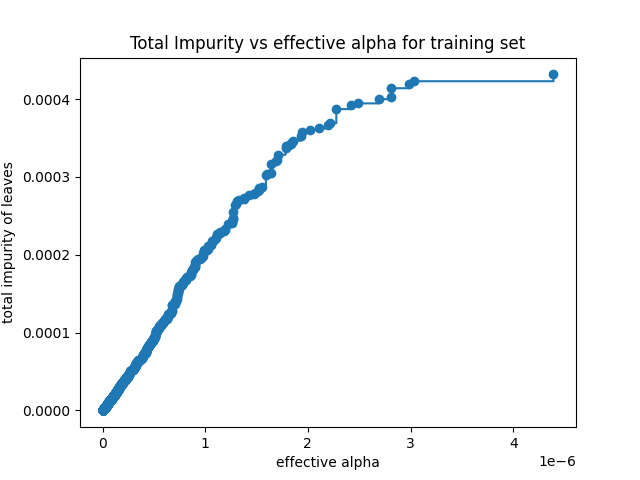 Total Impurity vs effective alpha for training set
total impurity of leaves
0.0004
0.0003
0.0002
0.0001
0.0000
0
1
2
3
4
1e−6
effective alpha